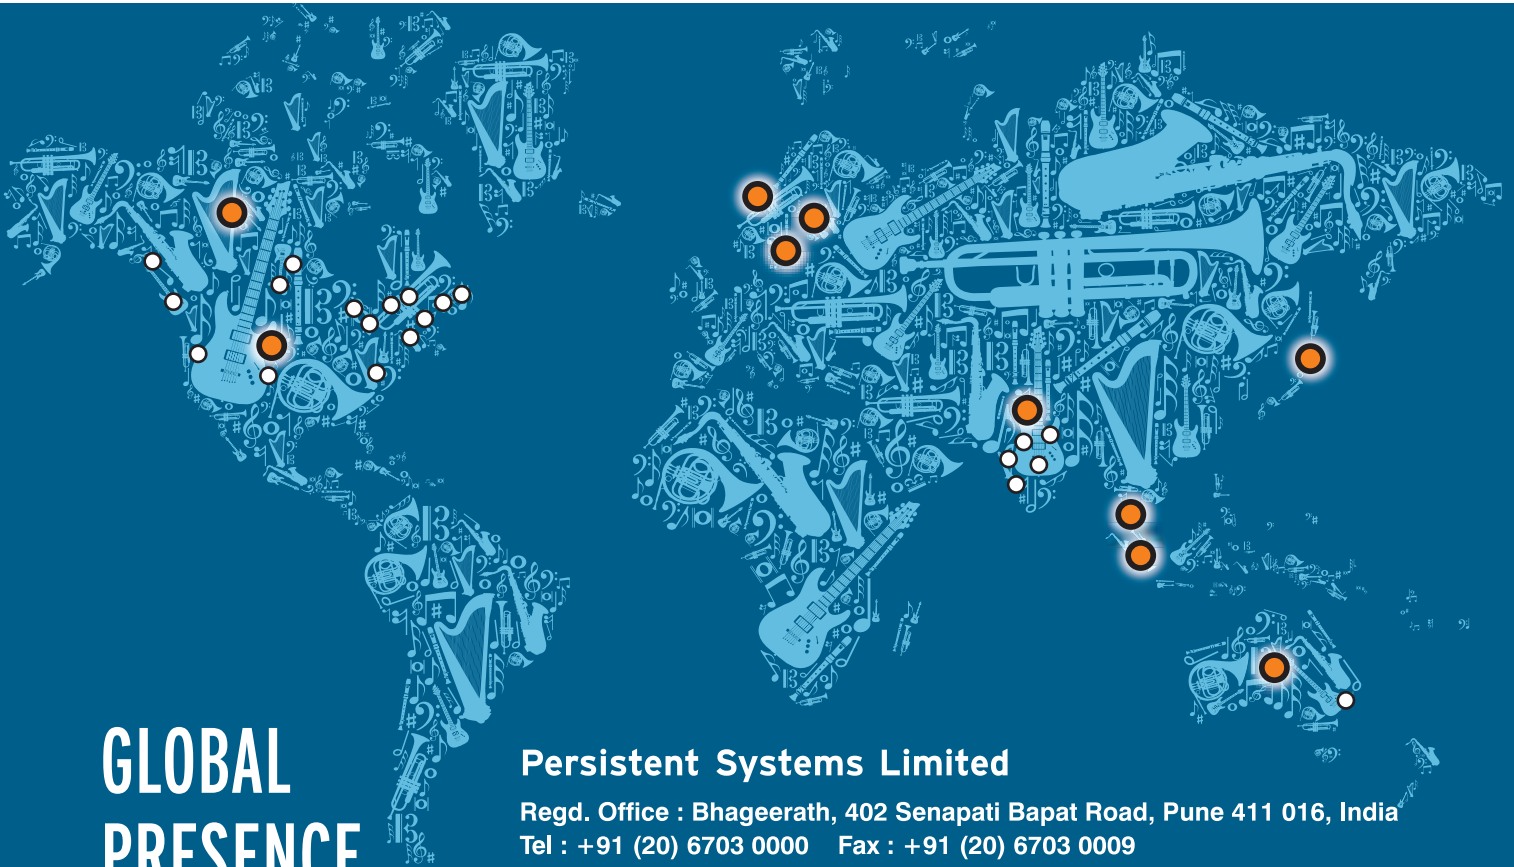 GLOBAL
PRESENCE
Persistent Systems Limited
Regd. Office : Bhageerath, 402 Senapati Bapat Road, Pune 411 016, India
Tel : +91 (20) 6703 0000 Fax : +91 (20) 6703 0009